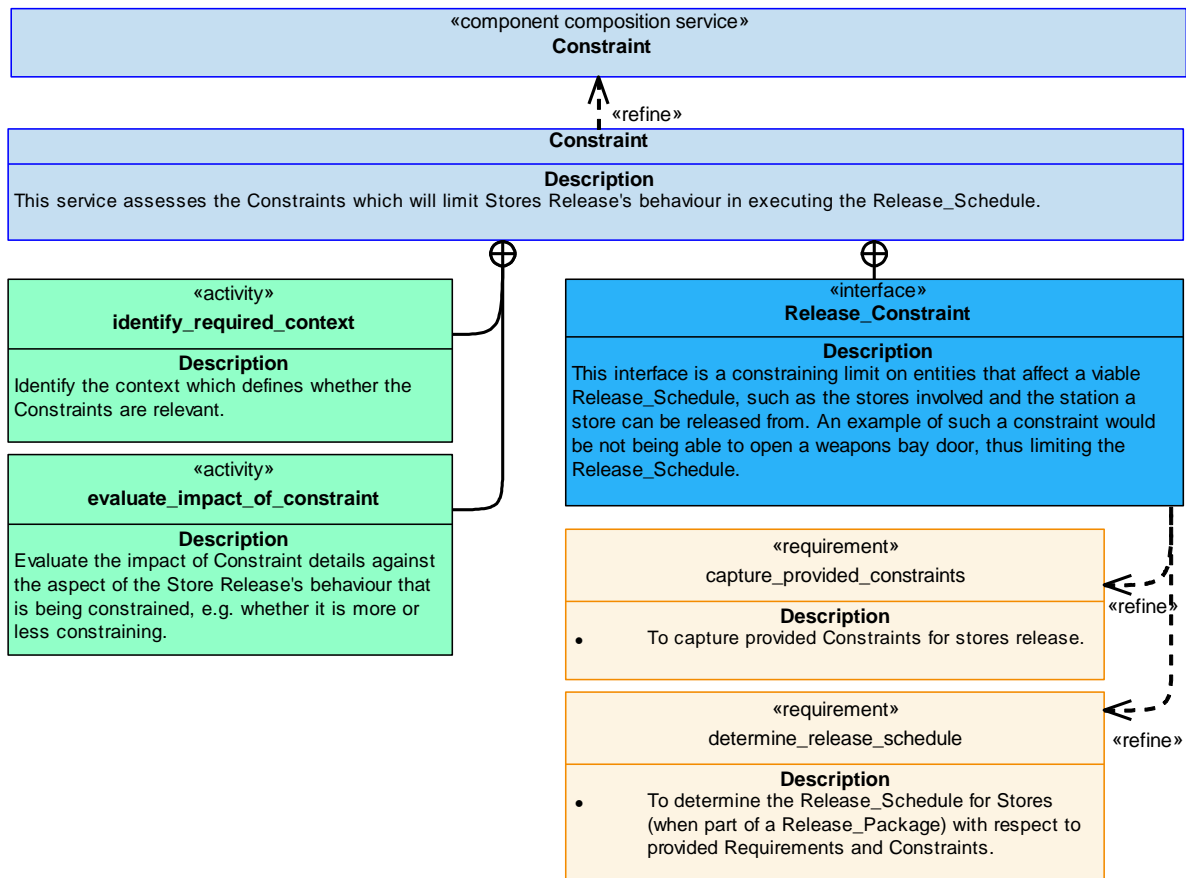 «component composition service»
Constraint
«refine»
Constraint
Description
This service assesses the Constraints which will limit Stores Release's behaviour in executing the Release_Schedule.
«activity»
identify_required_context
Description
Identify the context which defines whether the
Constraints are relevant.
«activity»
evaluate_impact_of_constraint
Description
Evaluate the impact of Constraint details against
the aspect of the Store Release's behaviour that
is being constrained, e.g. whether it is more or
less constraining.
«interface»
Release_Constraint
Description
This interface is a constraining limit on entities that affect a viable
Release_Schedule, such as the stores involved and the station a
store can be released from. An example of such a constraint would
be not being able to open a weapons bay door, thus limiting the
Release_Schedule.
«requirement»
capture_provided_constraints
«refine»
Description
• To capture provided Constraints for stores release.
«requirement»
determine_release_schedule
«refine»
Description
• To determine the Release_Schedule for Stores
(when part of a Release_Package) with respect to
provided Requirements and Constraints.